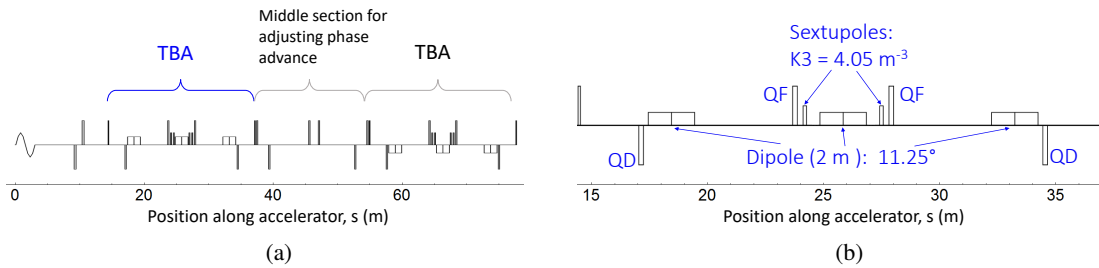 Middle section for
adjusting phase
advance
TBA
TBA
0
20
40
60
Position along accelerator, s (m)
(a)
Sextupoles:
K3 = 4.05 m⁻³
QF
QF
QD
Dipole (2 m ): 11.25°
QD
15
20
25
30
35
Position along accelerator, s (m)
(b)